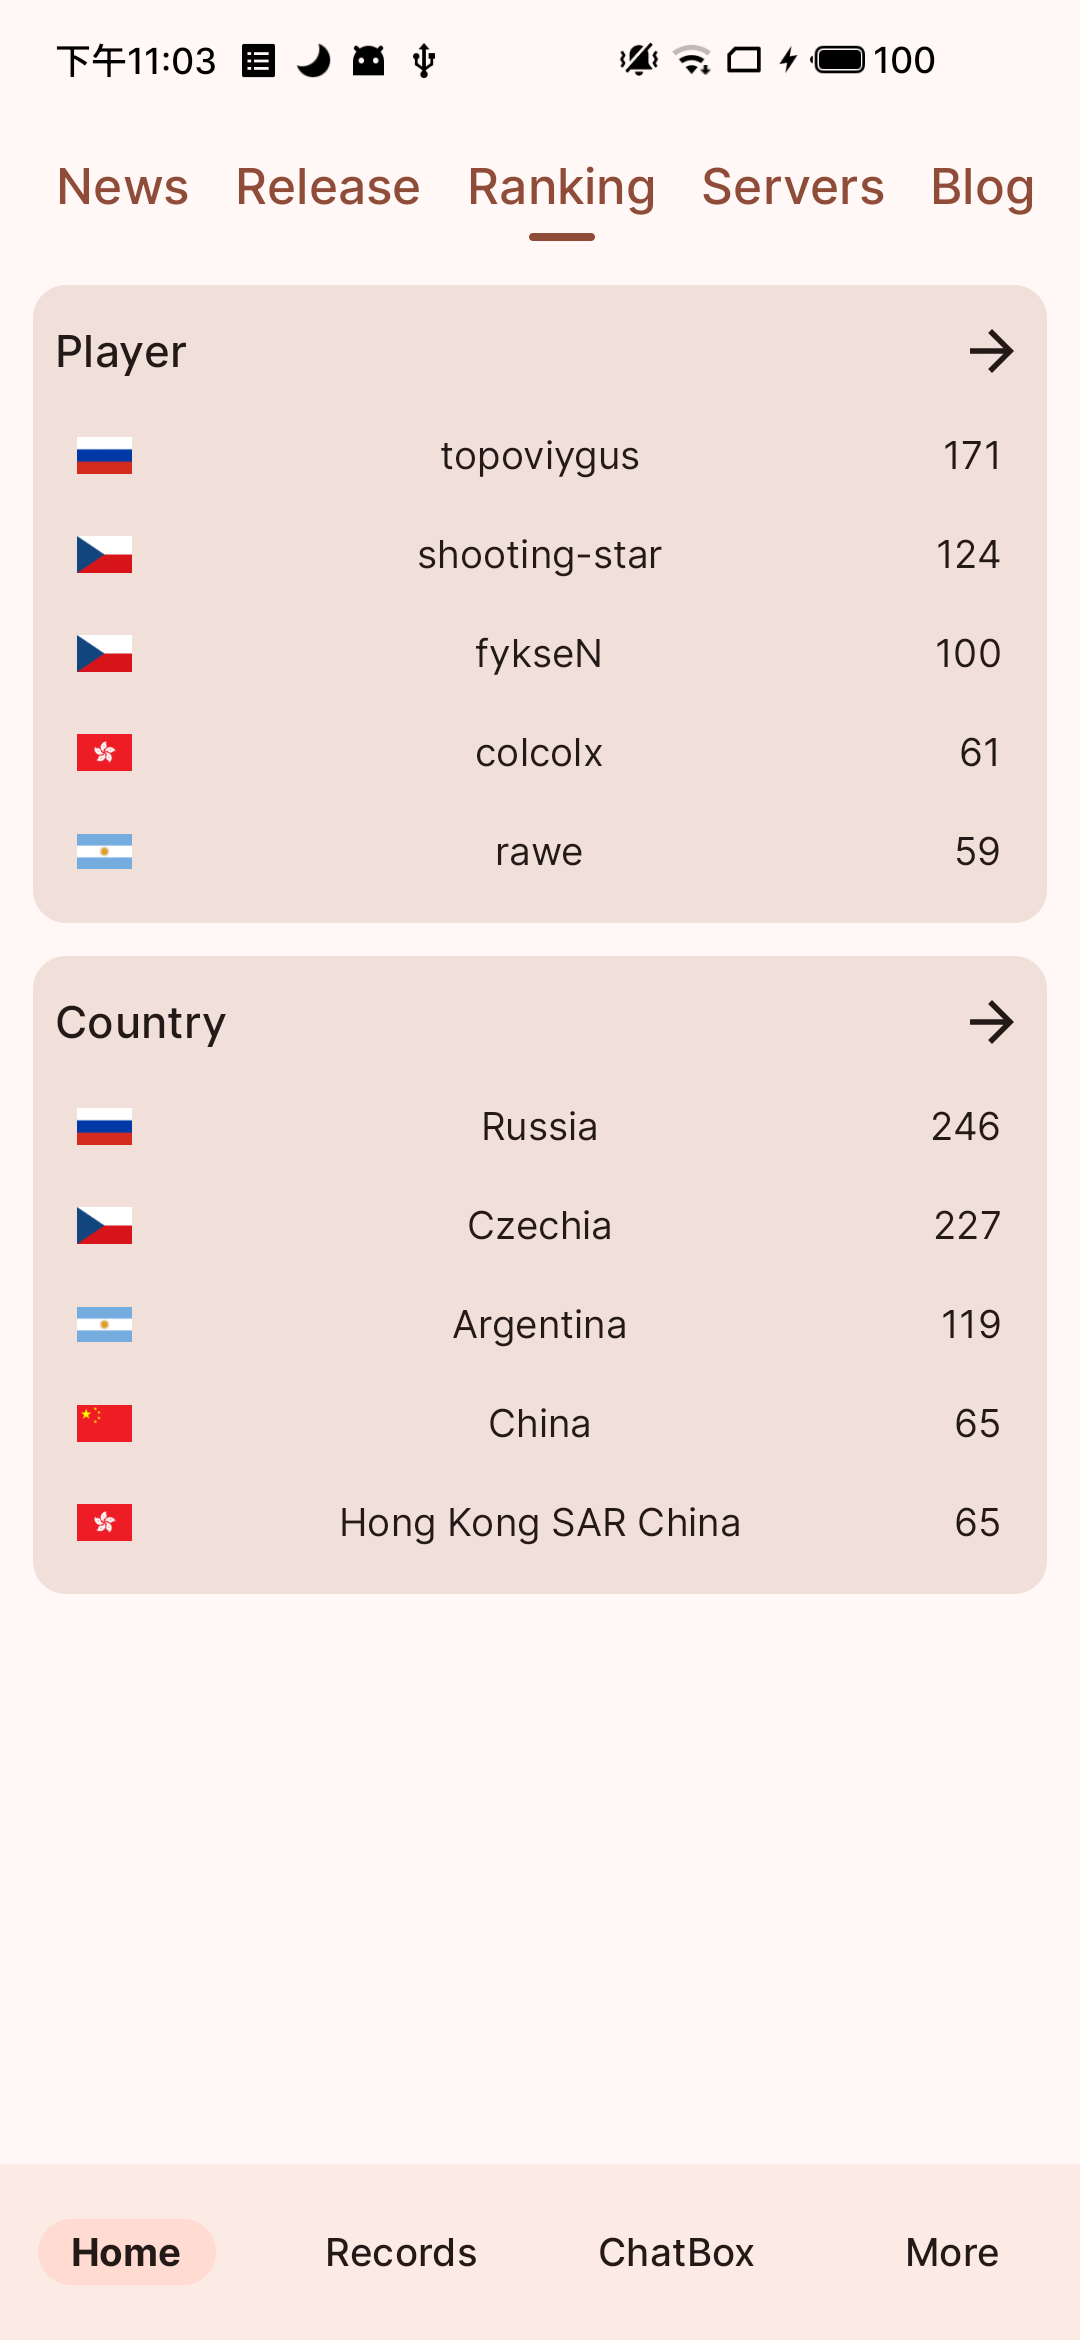 下午11:03 100
News Release Ranking Servers Blog
Player
topoviygus 171
shooting-star 124
fykseN 100
colcolx 61
rawe 59
Country
Russia 246
Czechia 227
Argentina 119
China 65
Hong Kong SAR China 65
Home Records ChatBox More